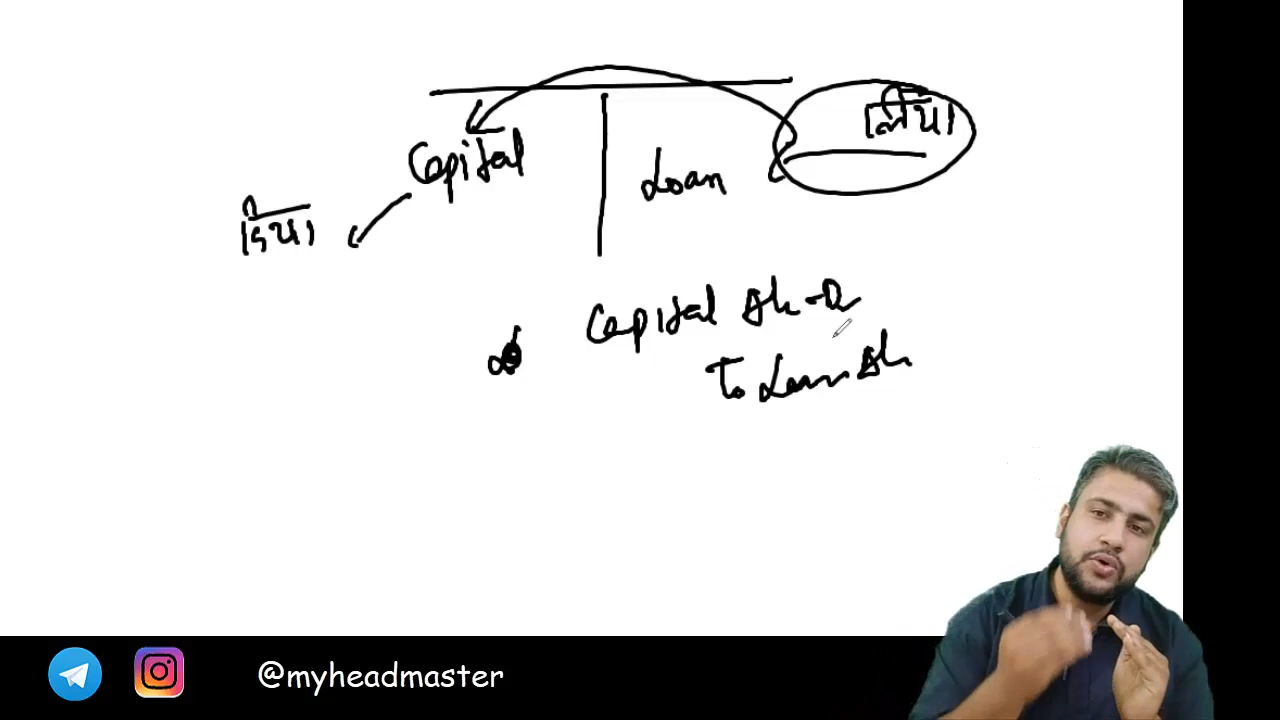 लिया
Capital
Loan
दिया
Capital A/c - Dr
To Loan A/c
@myheadmaster